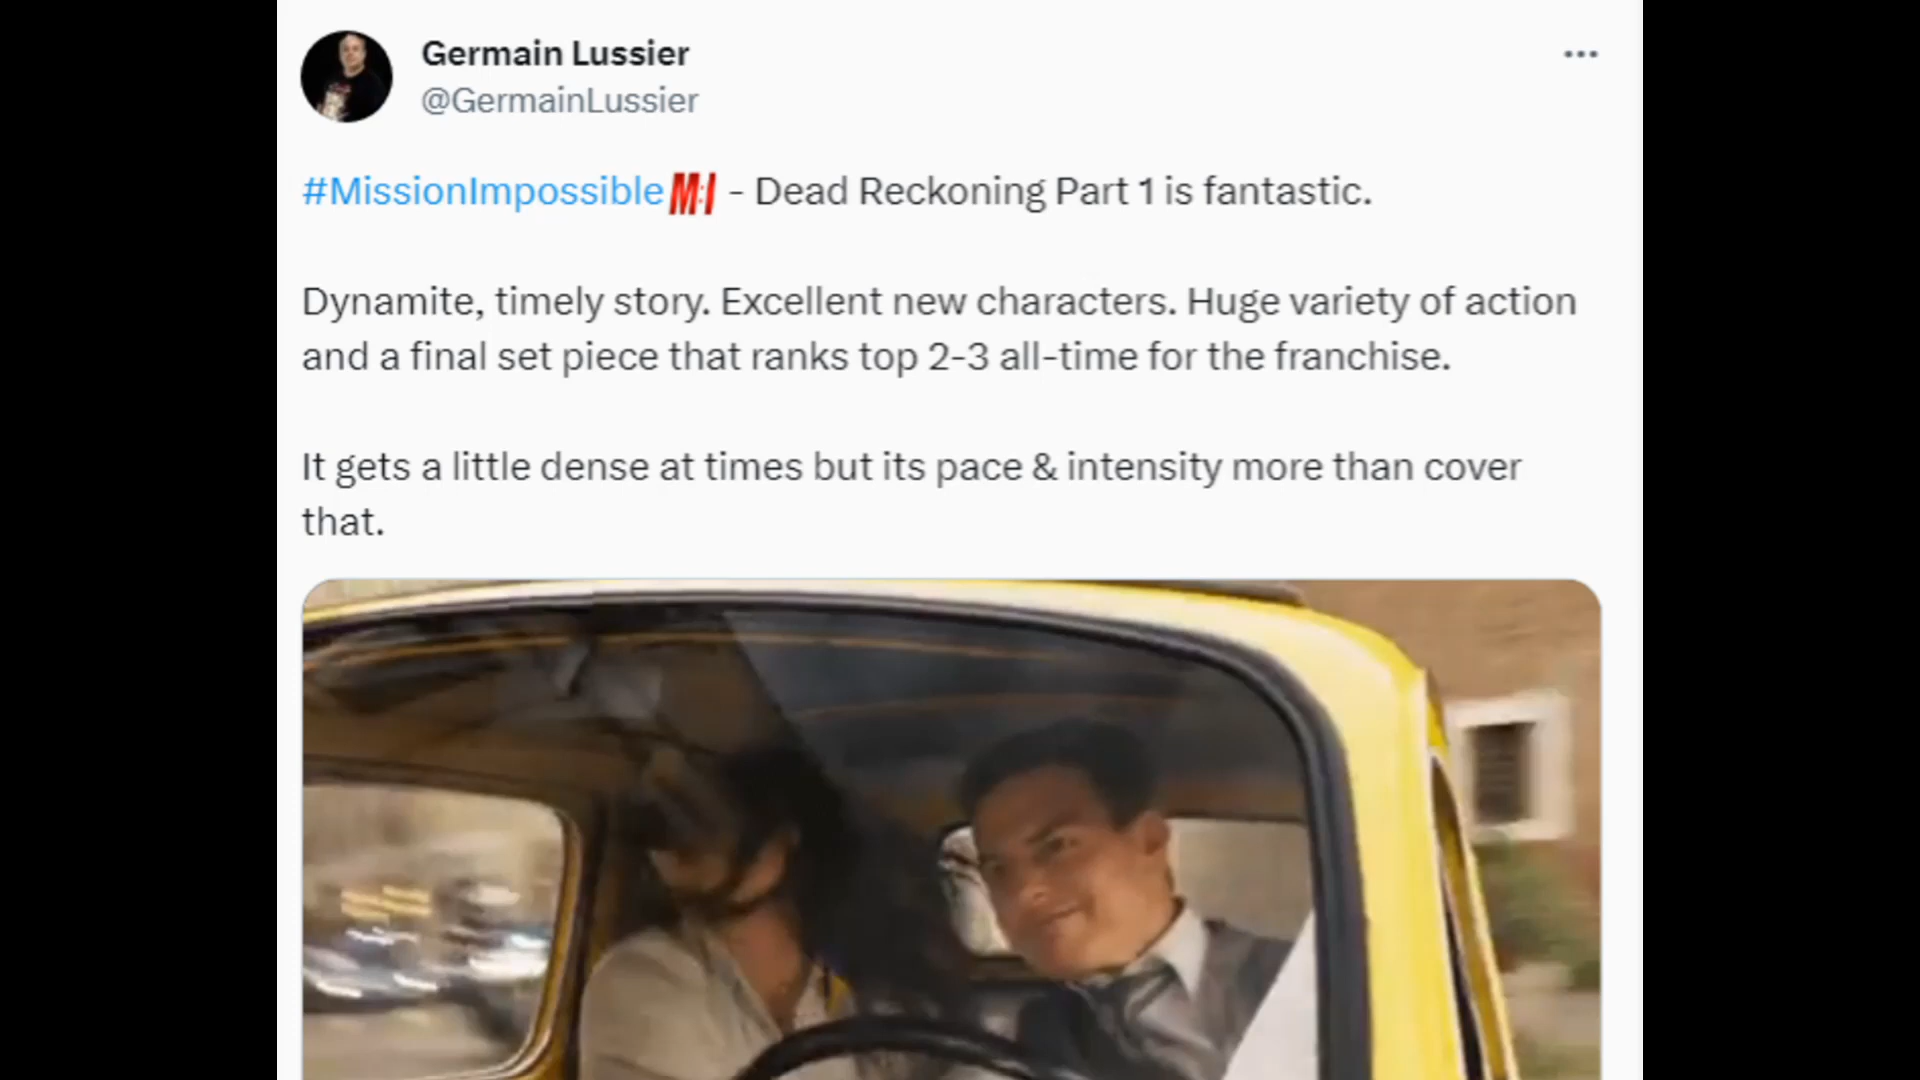 Germain Lussier
@GermainLussier
#MissionImpossible M:I - Dead Reckoning Part 1 is fantastic.
Dynamite, timely story. Excellent new characters. Huge variety of action
and a final set piece that ranks top 2-3 all-time for the franchise.
It gets a little dense at times but its pace & intensity more than cover
that.